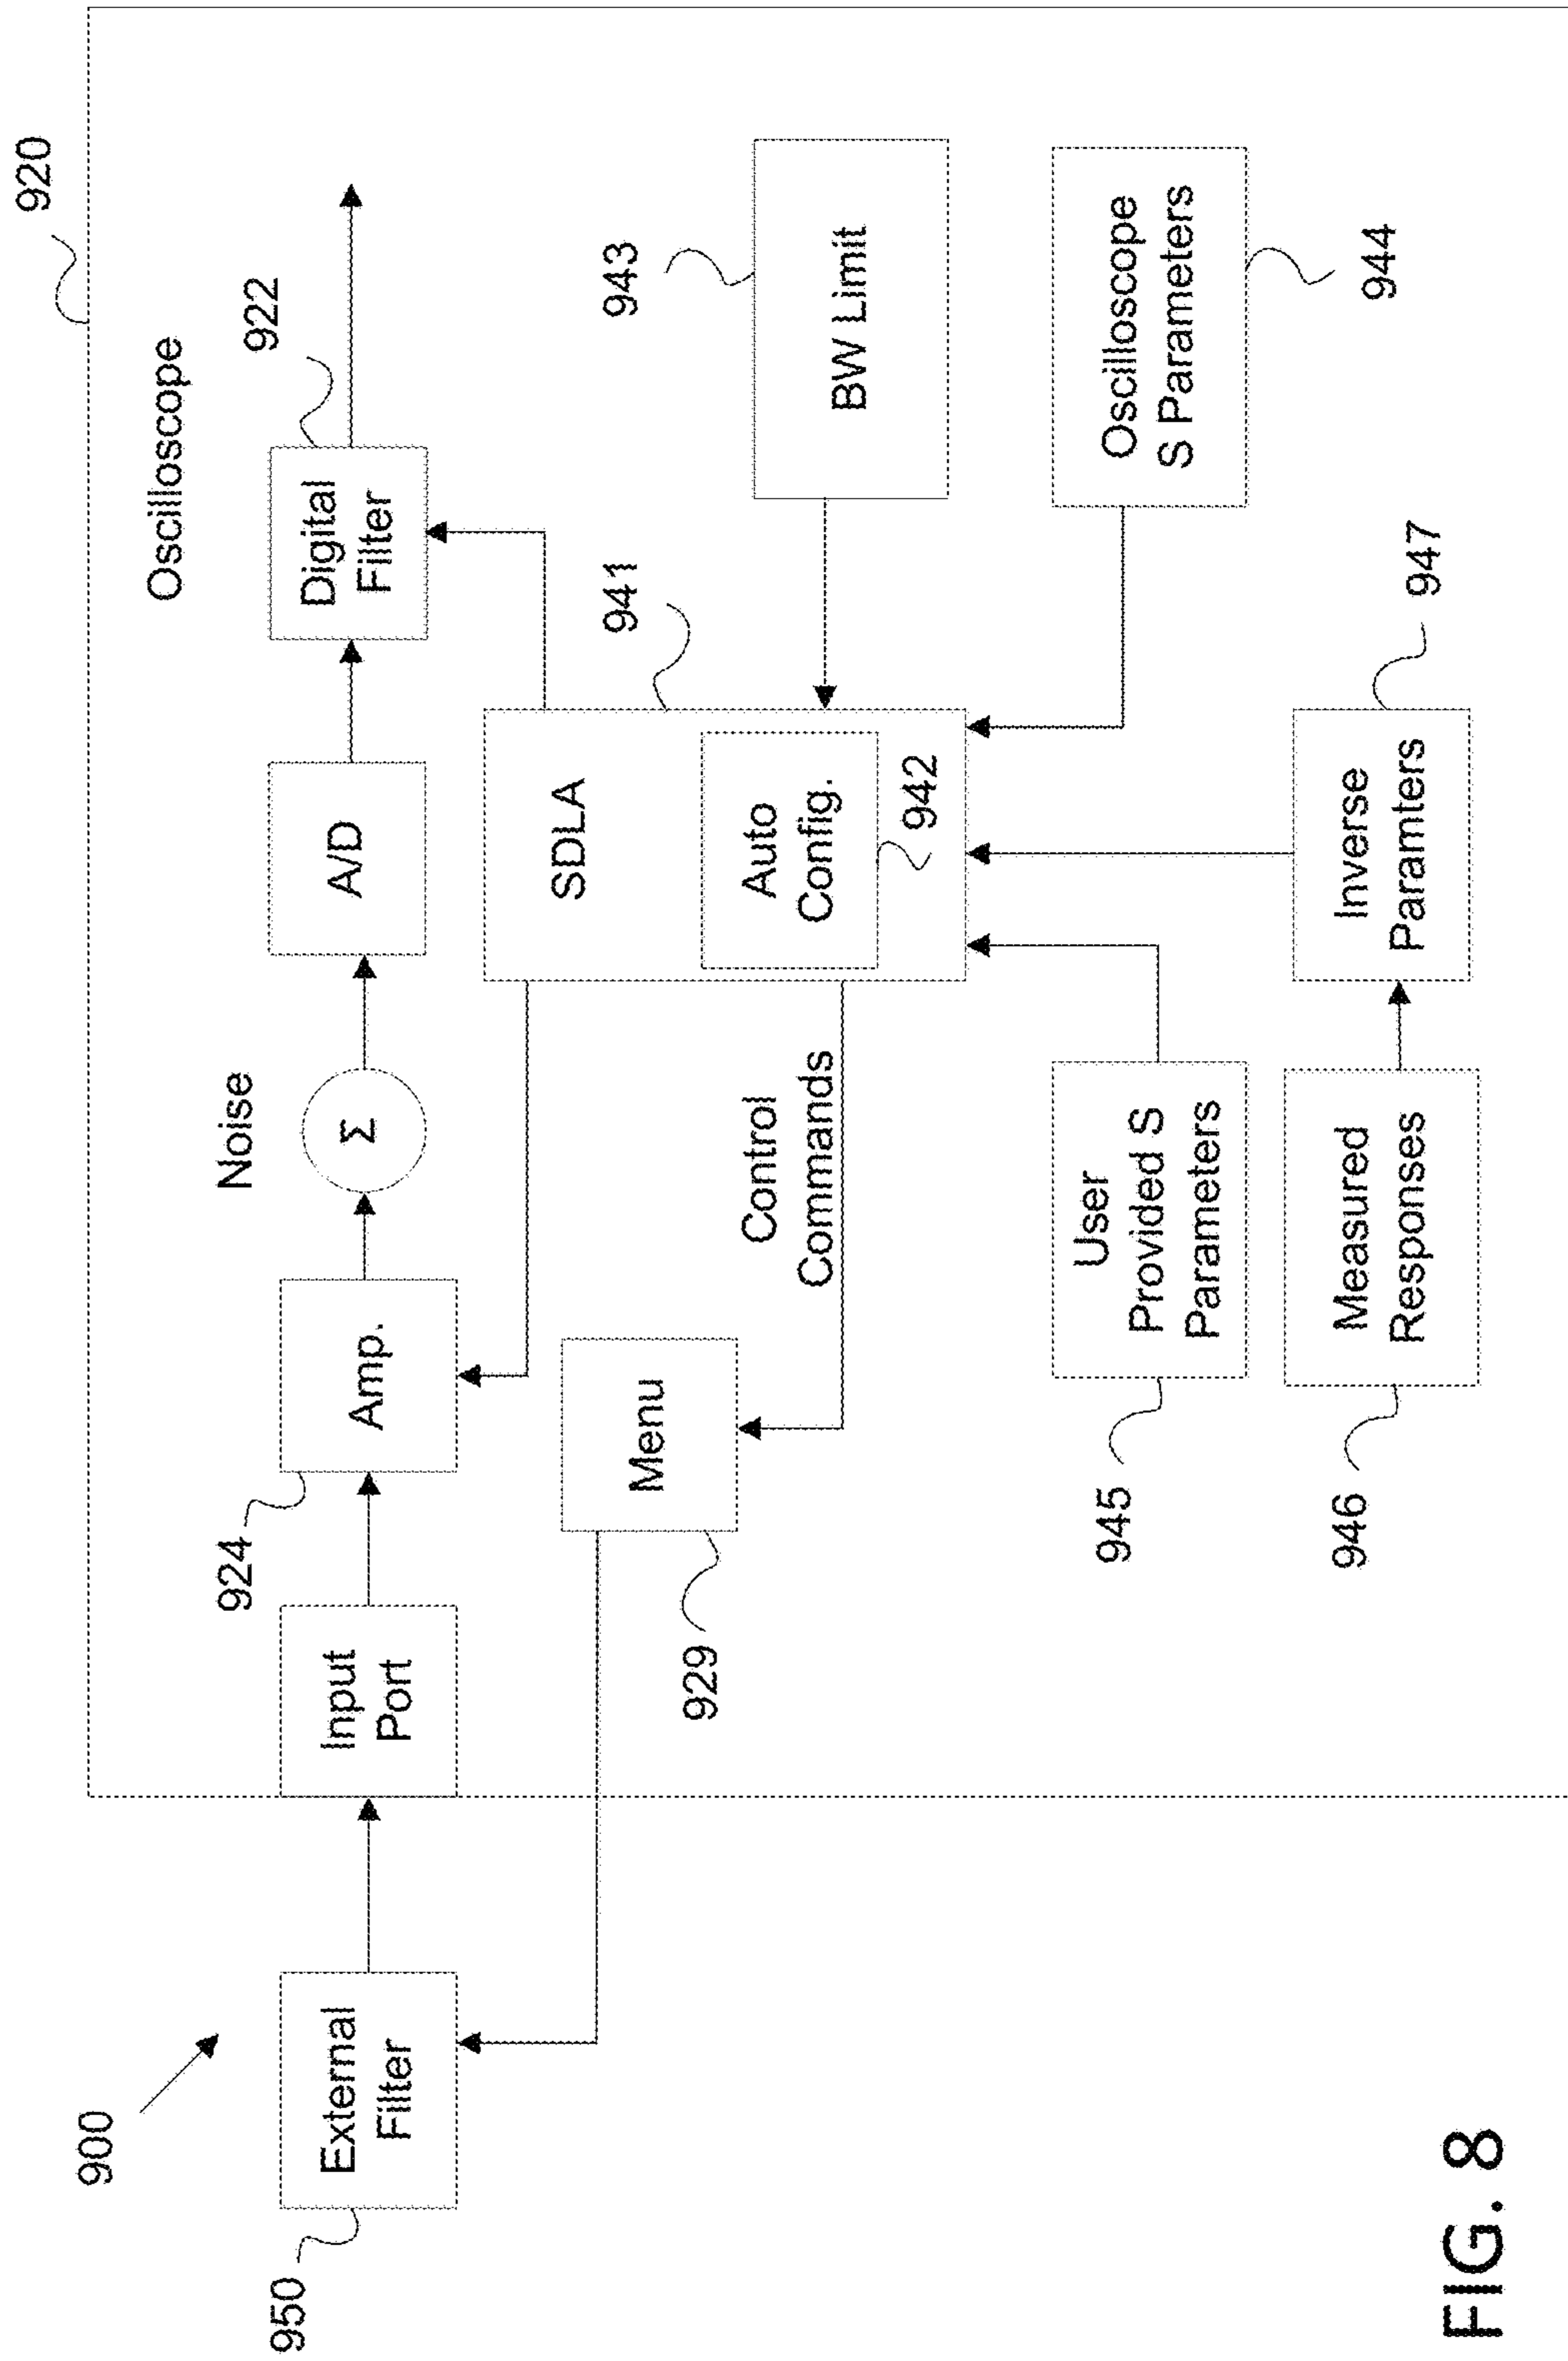 900
920
Oscilloscope
950
External
Filter
Input
Port
924
Amp.
Noise
Σ
A/D
Digital
Filter
922
929
Menu
Control
Commands
SDLA
941
Auto
Config.
942
BW Limit
943
945
User
Provided S
Parameters
Oscilloscope
S Parameters
944
946
Measured
Responses
Inverse
Paramters
947
FIG. 8